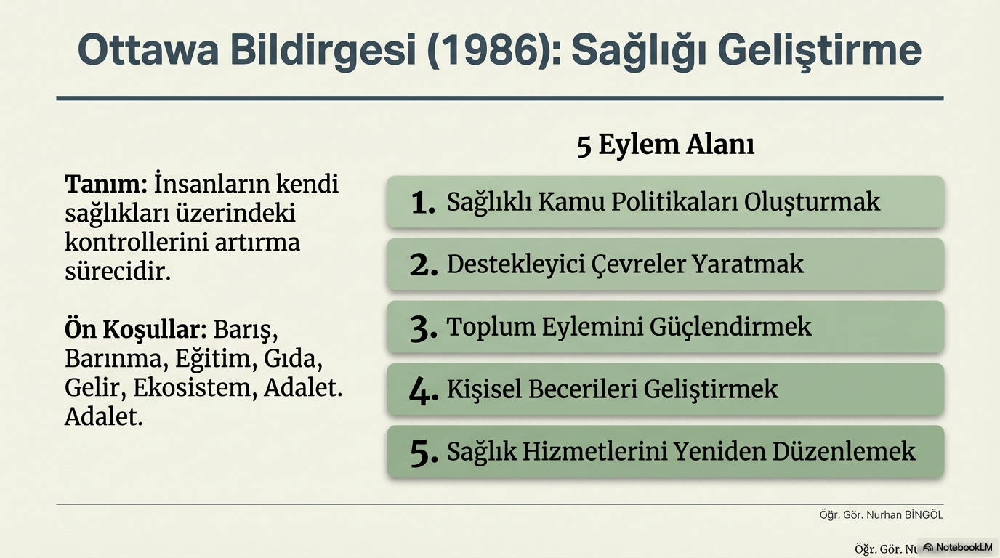 Ottawa Bildirgesi (1986): Sağlığı Geliştirme
Tanım: İnsanların kendi
sağlıkları üzerindeki
kontrollerini artırma
sürecidir.
Ön Koşullar: Barış,
Barınma, Eğitim, Gıda,
Gelir, Ekosistem, Adalet.
Adalet.
5 Eylem Alanı
1. Sağlıklı Kamu Politikaları Oluşturmak
2. Destekleyici Çevreler Yaratmak
3. Toplum Eylemini Güçlendirmek
4. Kişisel Becerileri Geliştirmek
5. Sağlık Hizmetlerini Yeniden Düzenlemek
Öğr. Gör. Nurhan BİNGÖL
Öğr. Gör. NotebookLM